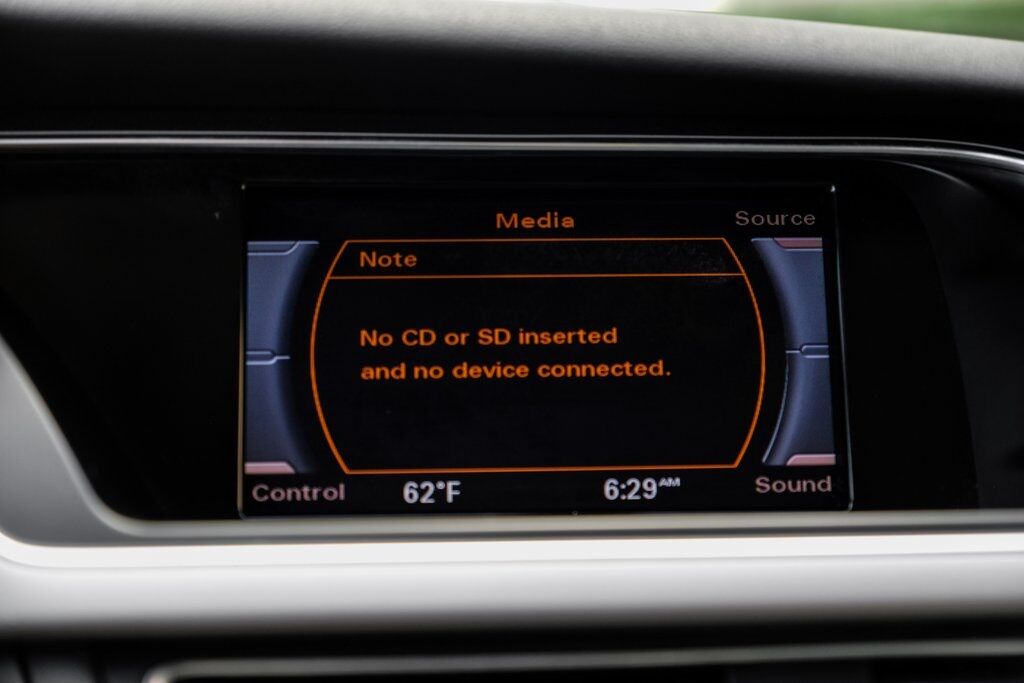 Media
Source
Note
No CD or SD inserted
and no device connected.
Control
62°F
6:29AM
Sound